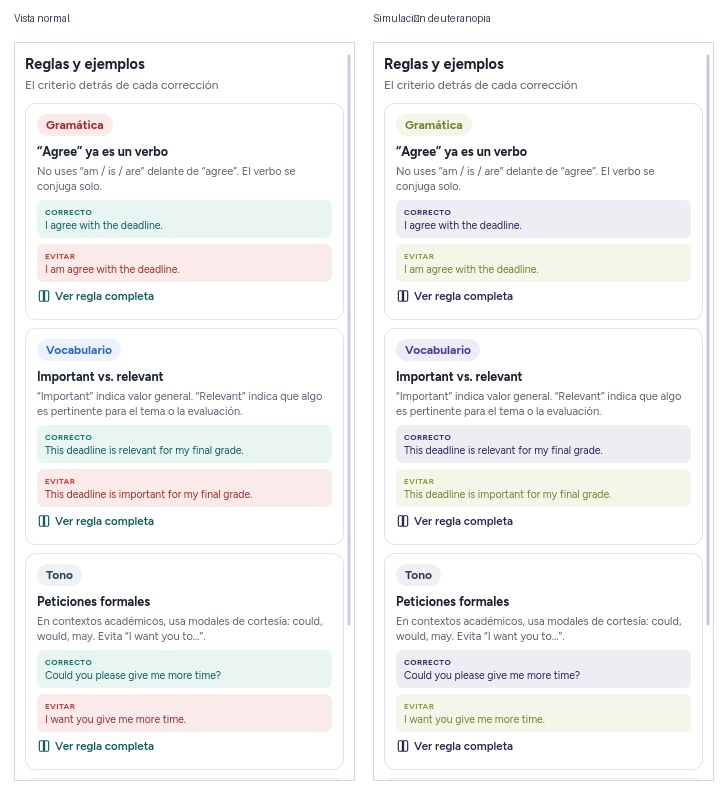 Vista normal
Reglas y ejemplos
El criterio detrás de cada corrección
Gramática
“Agree” ya es un verbo
No uses “am / is / are” delante de “agree”. El verbo se
conjuga solo.
CORRECTO
I agree with the deadline.
EVITAR
I am agree with the deadline.
Ver regla completa
Vocabulario
Important vs. relevant
“Important” indica valor general. “Relevant” indica que algo
es pertinente para el tema o la evaluación.
CORRECTO
This deadline is relevant for my final grade.
EVITAR
This deadline is important for my final grade.
Ver regla completa
Tono
Peticiones formales
En contextos académicos, usa modales de cortesía: could,
would, may. Evita “I want you to...”.
CORRECTO
Could you please give me more time?
EVITAR
I want you give me more time.
Ver regla completa
Simulaci▯n deuteranopia
Reglas y ejemplos
El criterio detrás de cada corrección
Gramática
“Agree” ya es un verbo
No uses “am / is / are” delante de “agree”. El verbo se
conjuga solo.
CORRECTO
I agree with the deadline.
EVITAR
I am agree with the deadline.
Ver regla completa
Vocabulario
Important vs. relevant
“Important” indica valor general. “Relevant” indica que algo
es pertinente para el tema o la evaluación.
CORRECTO
This deadline is relevant for my final grade.
EVITAR
This deadline is important for my final grade.
Ver regla completa
Tono
Peticiones formales
En contextos académicos, usa modales de cortesía: could,
would, may. Evita “I want you to...”.
CORRECTO
Could you please give me more time?
EVITAR
I want you give me more time.
Ver regla completa